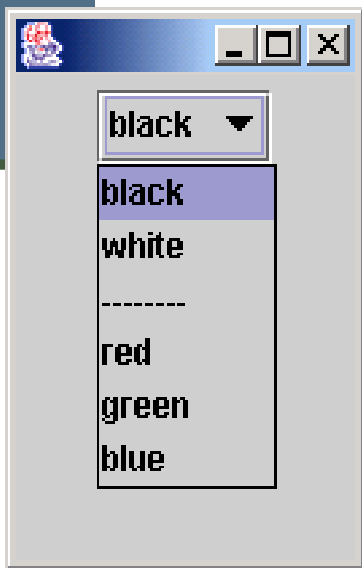 black
black
white
--------
red
green
blue